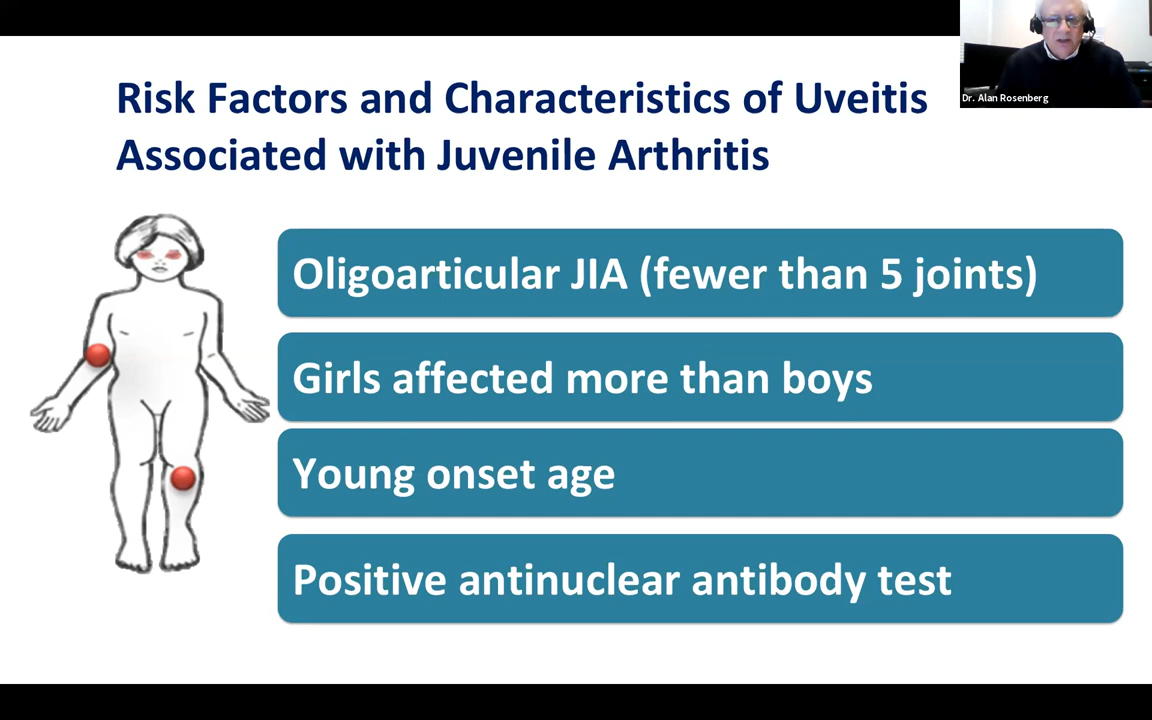 Dr. Alan Rosenberg
Risk Factors and Characteristics of Uveitis
Associated with Juvenile Arthritis
Oligoarticular JIA (fewer than 5 joints)
Girls affected more than boys
Young onset age
Positive antinuclear antibody test